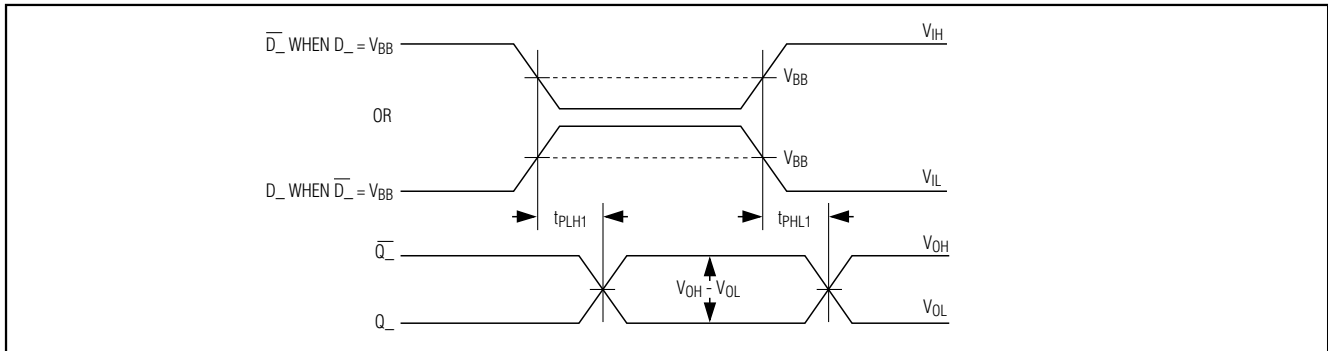 D̅_̅ WHEN D_ = VBB
VIH
VBB
OR
VBB
D_ WHEN D̅_̅ = VBB
VIL
tPLH1
tPHL1
Q̅_̅
VOH
VOH - VOL
Q_
VOL